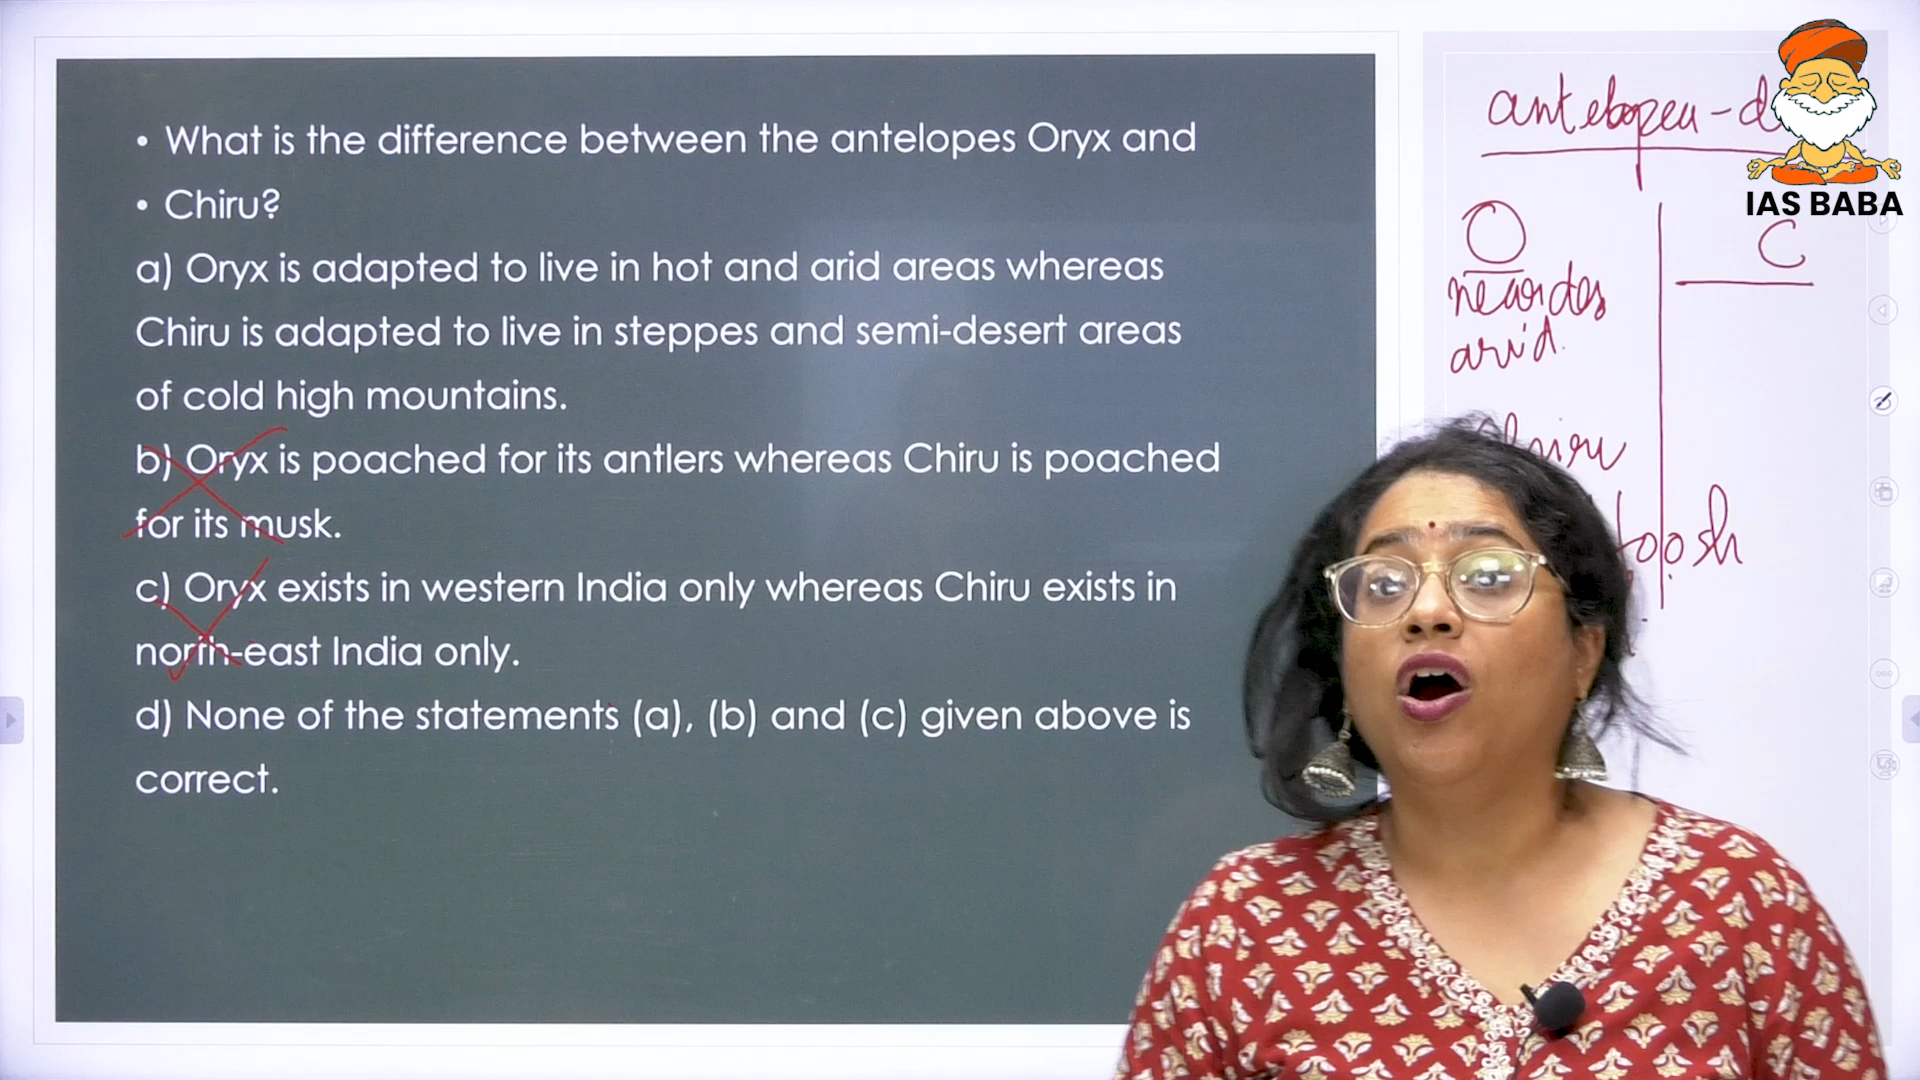 • What is the difference between the antelopes Oryx and
• Chiru?
a) Oryx is adapted to live in hot and arid areas whereas
Chiru is adapted to live in steppes and semi-desert areas
of cold high mountains.
b) Oryx is poached for its antlers whereas Chiru is poached
for its musk.
c) Oryx exists in western India only whereas Chiru exists in
north-east India only.
d) None of the statements (a), (b) and (c) given above is
correct.
IAS BABA
O
C
near des
arid.